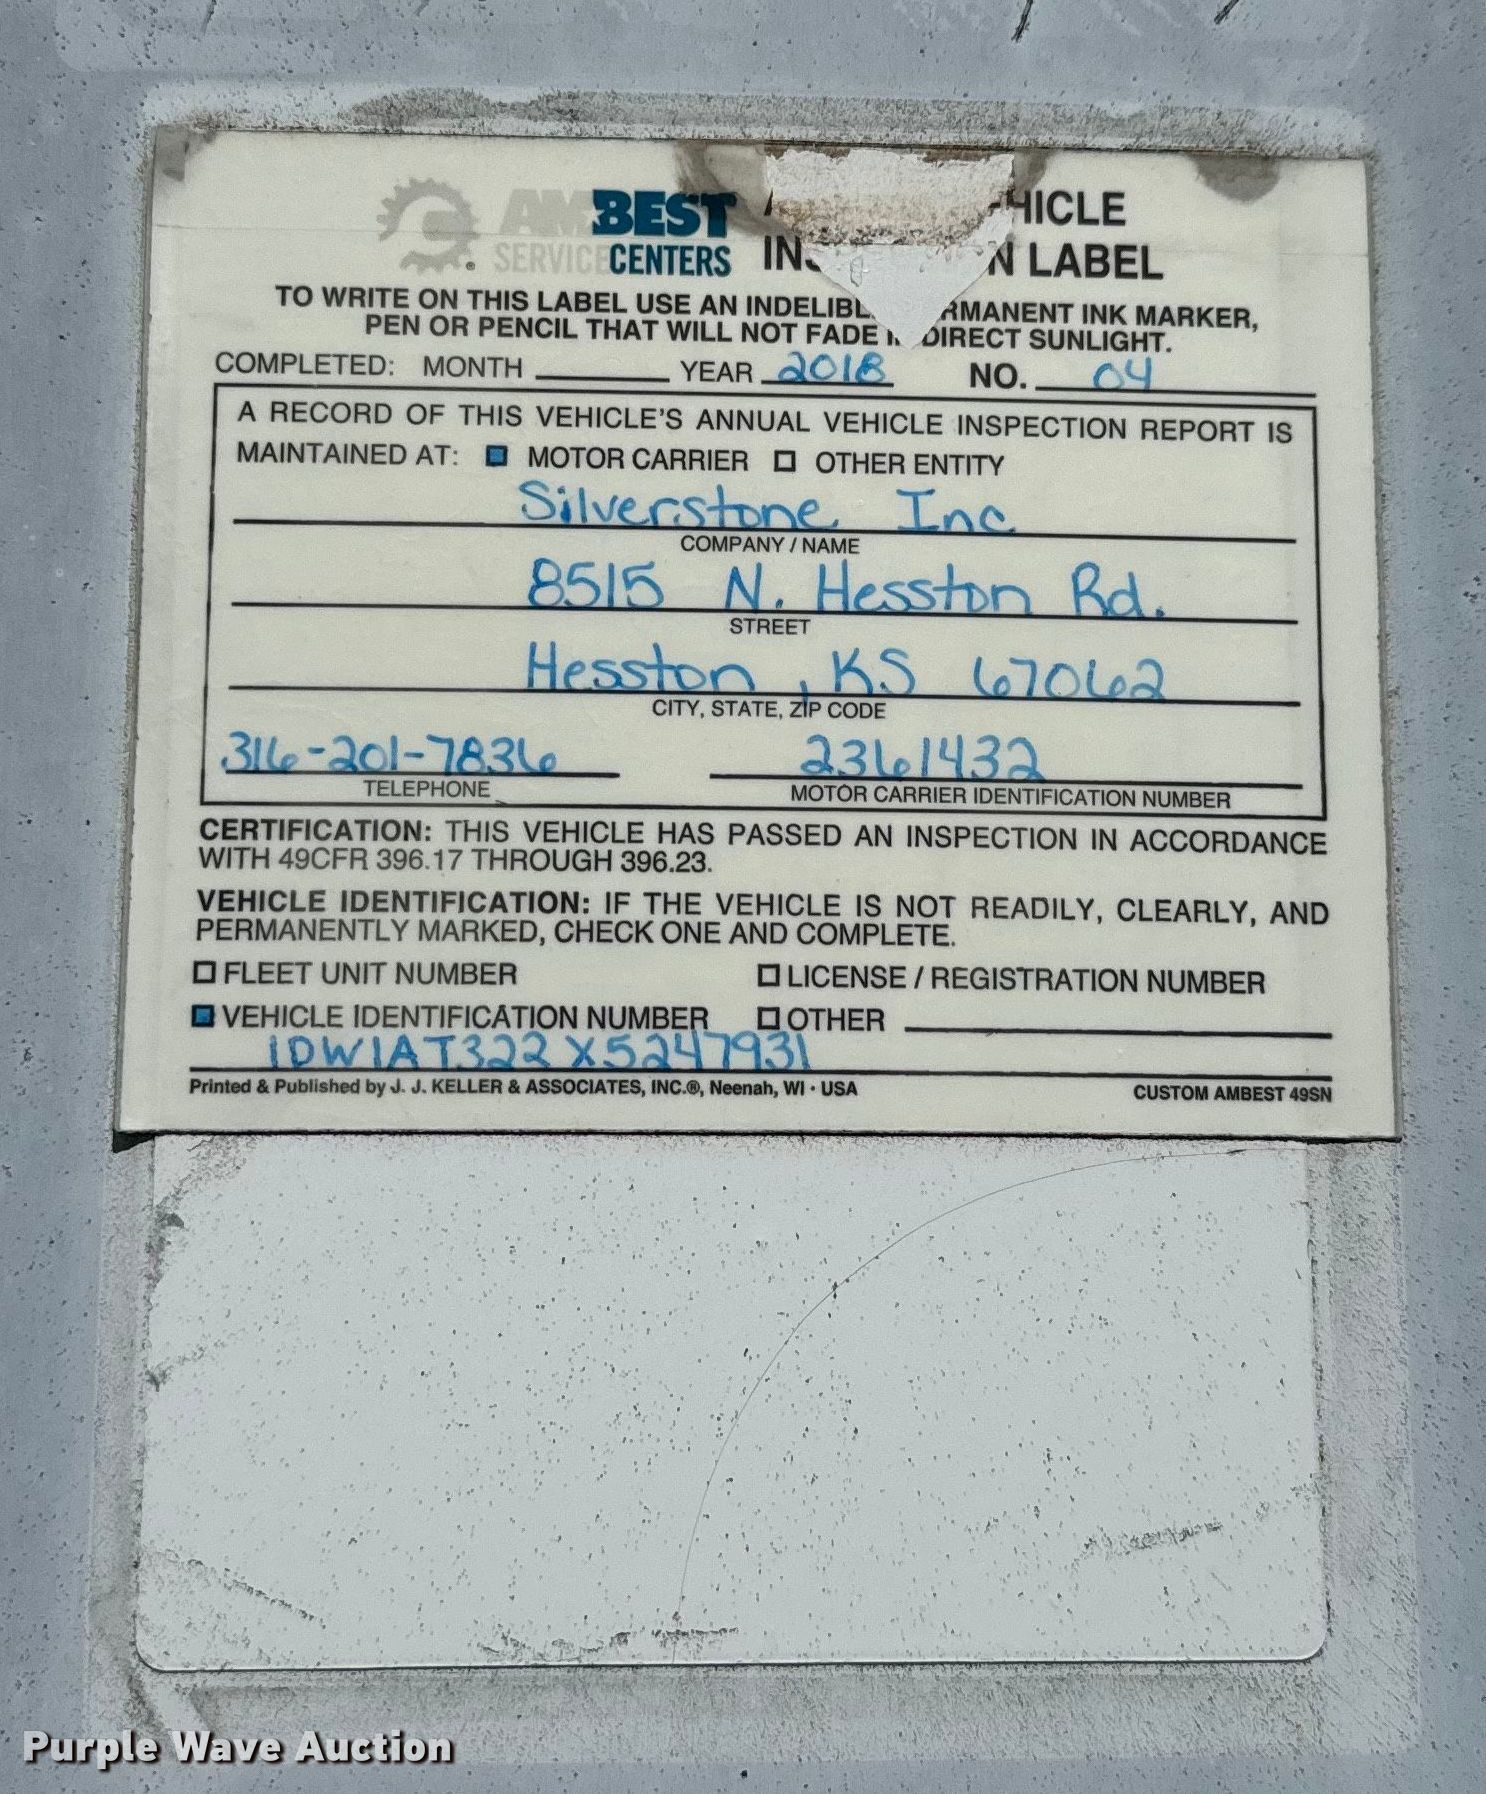 AMBEST HICLE
SERVICE CENTERS N LABEL
TO WRITE ON THIS LABEL USE AN RMANENT INK MARKER,
PEN OR PENCIL THAT WILL NOT FADE DIRECT SUNLIGHT.
COMPLETED: MONTH ____ YEAR 2018 NO. 04
A RECORD OF THIS VEHICLE'S ANNUAL VEHICLE INSPECTION REPORT IS
MAINTAINED AT: ■ MOTOR CARRIER □ OTHER ENTITY
Silverstone Inc
COMPANY / NAME
8515 N. Hesston Rd.
STREET
Hesston, KS 67062
CITY, STATE, ZIP CODE
316-201-7836 2361432
TELEPHONE MOTOR CARRIER IDENTIFICATION NUMBER
CERTIFICATION: THIS VEHICLE HAS PASSED AN INSPECTION IN ACCORDANCE
WITH 49CFR 396.17 THROUGH 396.23.
VEHICLE IDENTIFICATION: IF THE VEHICLE IS NOT READILY, CLEARLY, AND
PERMANENTLY MARKED, CHECK ONE AND COMPLETE.
□ FLEET UNIT NUMBER □ LICENSE / REGISTRATION NUMBER
■ VEHICLE IDENTIFICATION NUMBER □ OTHER ____
1DW1AT322X5247931
Printed & Published by J. J. KELLER & ASSOCIATES, INC.®, Neenah, WI • USA CUSTOM AMBEST 49SN
Purple Wave Auction